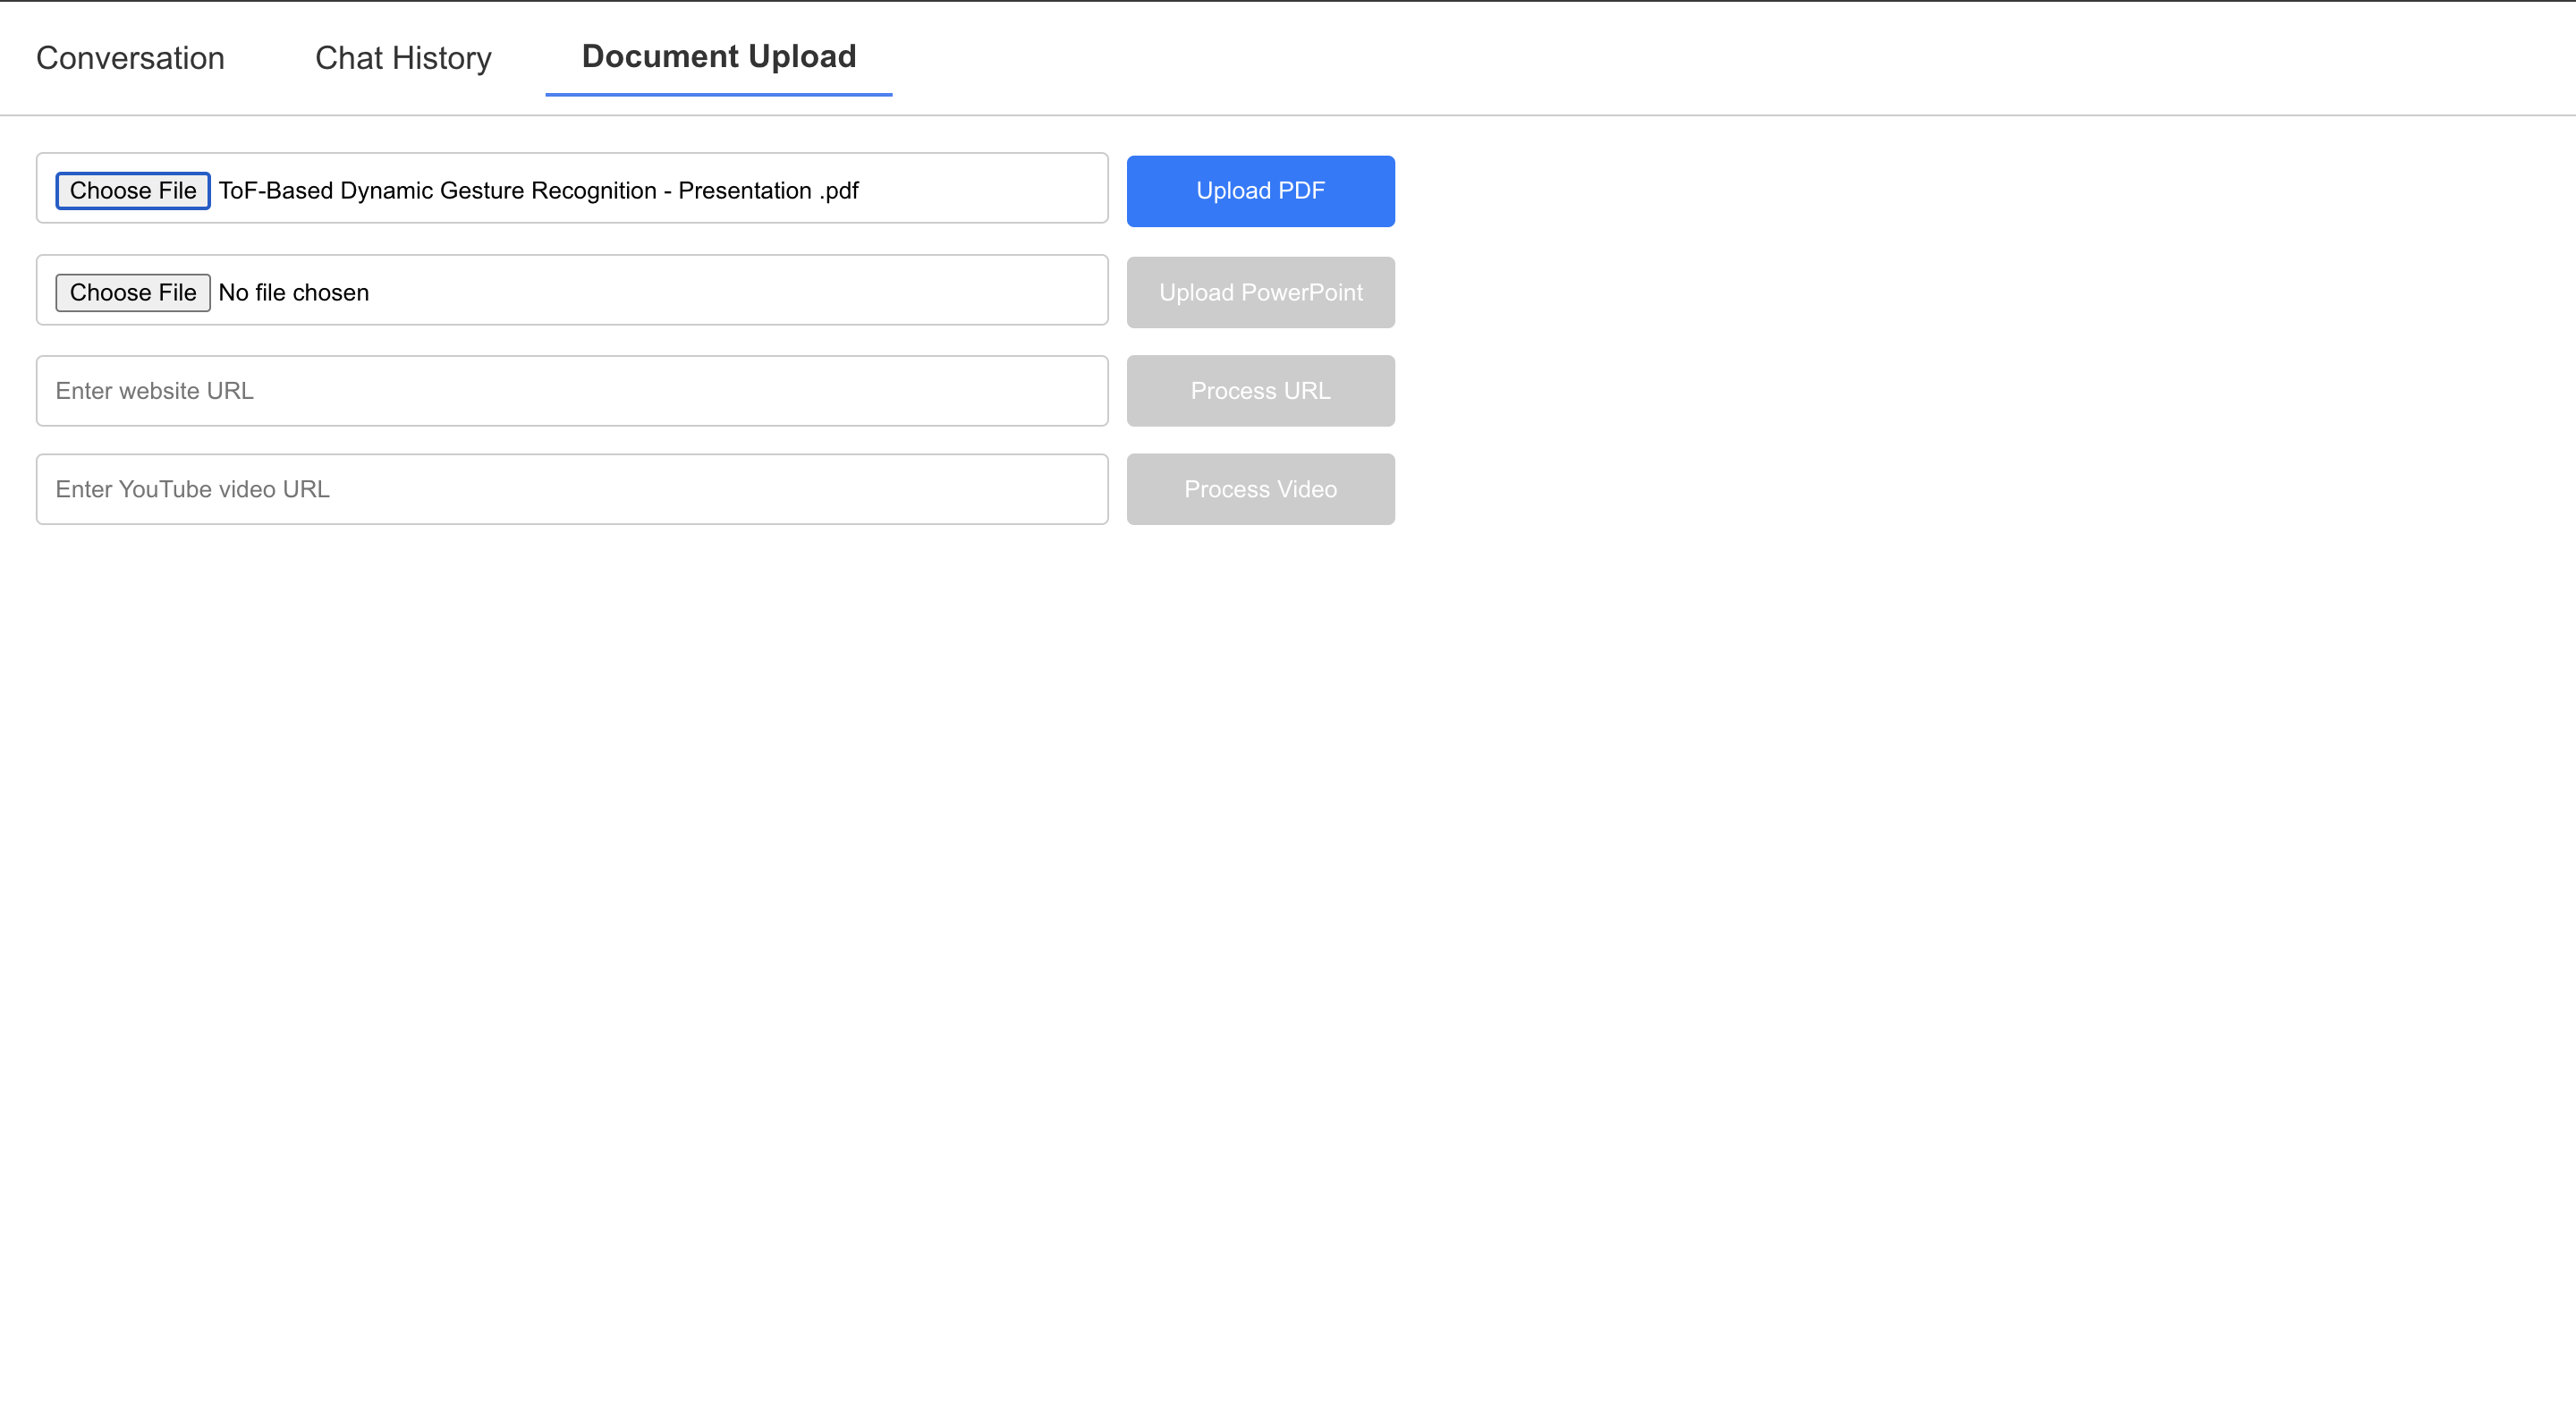 Conversation Chat History Document Upload
Choose File ToF-Based Dynamic Gesture Recognition - Presentation .pdf Upload PDF
Choose File No file chosen Upload PowerPoint
Enter website URL Process URL
Enter YouTube video URL Process Video